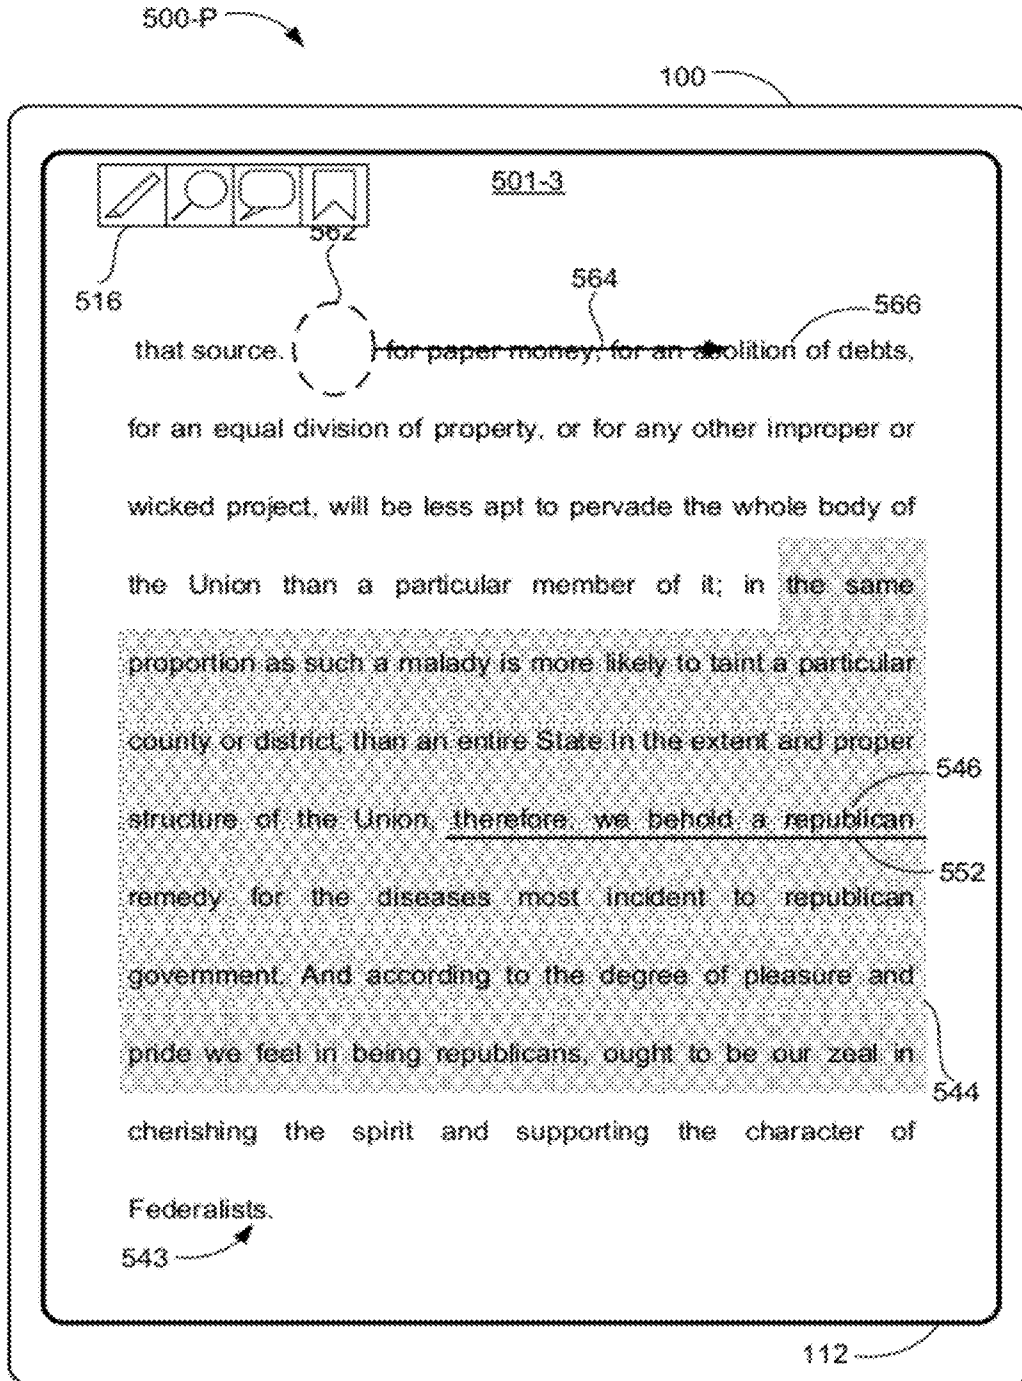 500-P
100
501-3
562
516
564
566
that source. for paper money, for an abolition of debts,
for an equal division of property, or for any other improper or
wicked project, will be less apt to pervade the whole body of
the Union than a particular member of it; in the same
proportion as such a malady is more likely to taint a particular
county or district, than an entire State.In the extent and proper
546
structure of the Union, therefore, we behold a republican
552
remedy for the diseases most incident to republican
government. And according to the degree of pleasure and
pride we feel in being republicans, ought to be our zeal in
544
cherishing the spirit and supporting the character of
Federalists.
543
112